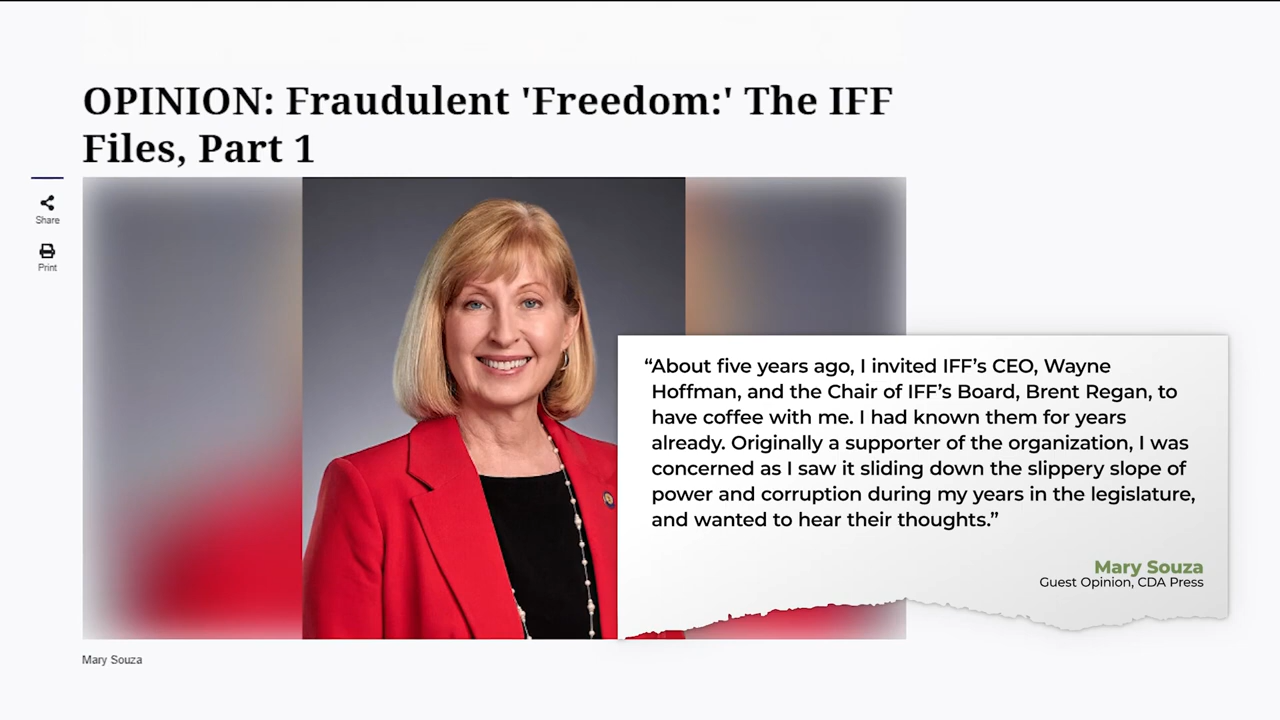 OPINION: Fraudulent 'Freedom:' The IFF
Files, Part 1
Share
Print
“About five years ago, I invited IFF’s CEO, Wayne
Hoffman, and the Chair of IFF’s Board, Brent Regan, to
have coffee with me. I had known them for years
already. Originally a supporter of the organization, I was
concerned as I saw it sliding down the slippery slope of
power and corruption during my years in the legislature,
and wanted to hear their thoughts.”
Mary Souza
Guest Opinion, CDA Press
Mary Souza